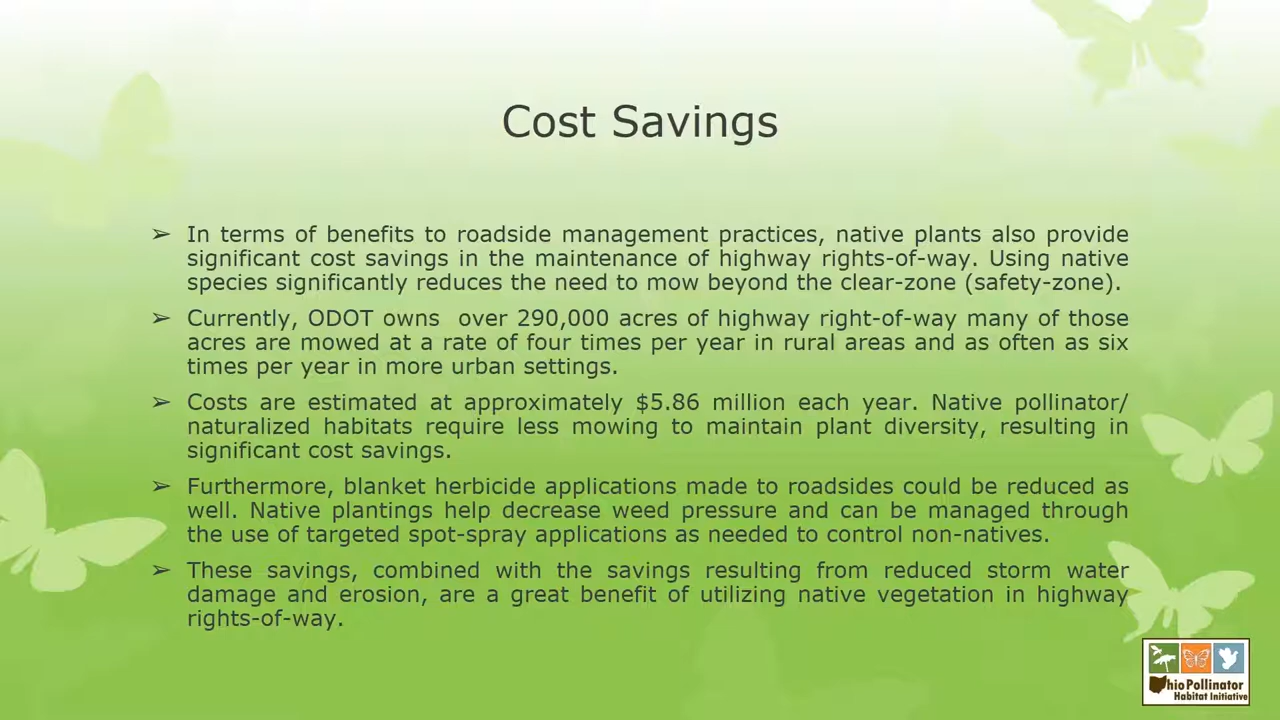 Cost Savings
➢ In terms of benefits to roadside management practices, native plants also provide
significant cost savings in the maintenance of highway rights-of-way. Using native
species significantly reduces the need to mow beyond the clear-zone (safety-zone).
➢ Currently, ODOT owns  over 290,000 acres of highway right-of-way many of those
acres are mowed at a rate of four times per year in rural areas and as often as six
times per year in more urban settings.
➢ Costs are estimated at approximately $5.86 million each year. Native pollinator/
naturalized habitats require less mowing to maintain plant diversity, resulting in
significant cost savings.
➢ Furthermore, blanket herbicide applications made to roadsides could be reduced as
well. Native plantings help decrease weed pressure and can be managed through
the use of targeted spot-spray applications as needed to control non-natives.
➢ These savings, combined with the savings resulting from reduced storm water
damage and erosion, are a great benefit of utilizing native vegetation in highway
rights-of-way.
hio Pollinator
Habitat Initiative